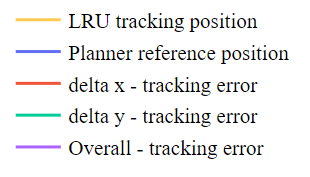 LRU tracking position
Planner reference position
delta x - tracking error
delta y - tracking error
Overall - tracking error